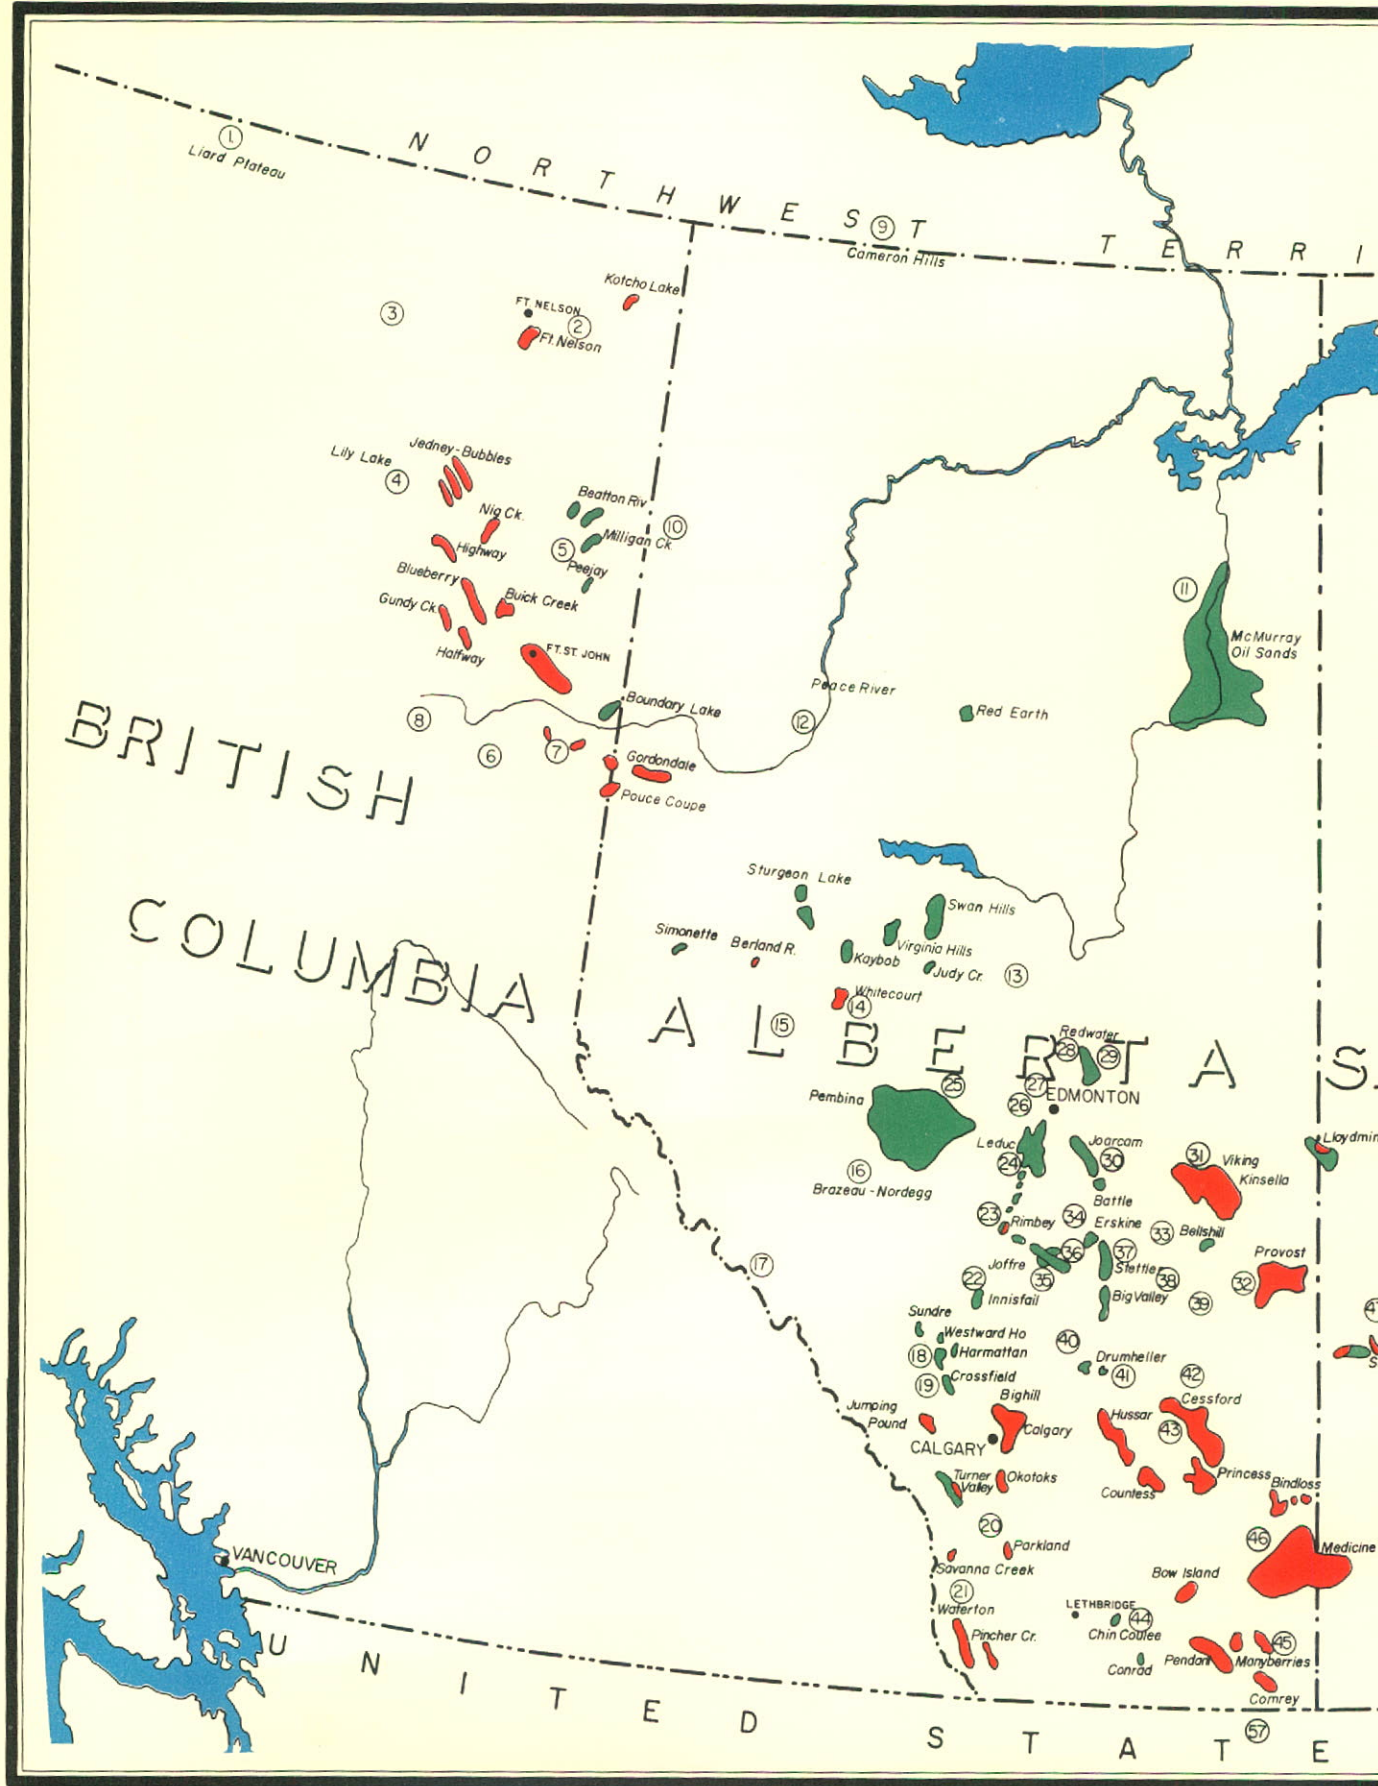 NORTHWEST TERRI
1
Liard Plateau
9
Cameron Hills
Kotcho Lake
FT. NELSON
3
2
Ft. Nelson
Jedney-Bubbles
Lily Lake
4
Beatton Riv.
Nig Ck.
10
Milligan Ck.
Highway
5
Peejay
Blueberry
11
Buick Creek
Gundy Ck.
McMurray
Oil Sands
Halfway
FT. ST. JOHN
Peace River
Boundary Lake
Red Earth
8
12
BRITISH
6
7
Gordondale
Pouce Coupe
Sturgeon Lake
Swan Hills
COLUMBIA
Simonette
Berland R.
Virginia Hills
Kaybob
Judy Cr.
13
Whitecourt
14
15
ALBERTA
S
Redwater
28
29
25
27
26
EDMONTON
Pembina
Leduc
Joarcam
Lloydmin
24
30
31
Viking
Kinsella
16
Brazeau-Nordegg
Battle
23
Rimbey
34
Erskine
33
Bellshill
17
36
37
Provost
Joffre
35
Stettler
38
32
22
Innisfail
Big Valley
39
Sundre
Westward Ho
40
18
Harmattan
Drumheller
S
19
Crossfield
41
42
Bighill
Cessford
Jumping
Pound
Calgary
Hussar
43
CALGARY
Turner
Valley
Okotoks
Countess
Princess
Bindloss
20
46
Parkland
Medicine
VANCOUVER
Savanna Creek
Bow Island
21
Waterton
LETHBRIDGE
44
Pincher Cr.
Chin Coulee
45
Conrad
Pendant
Manyberries
Comrey
57
UNITED STATE